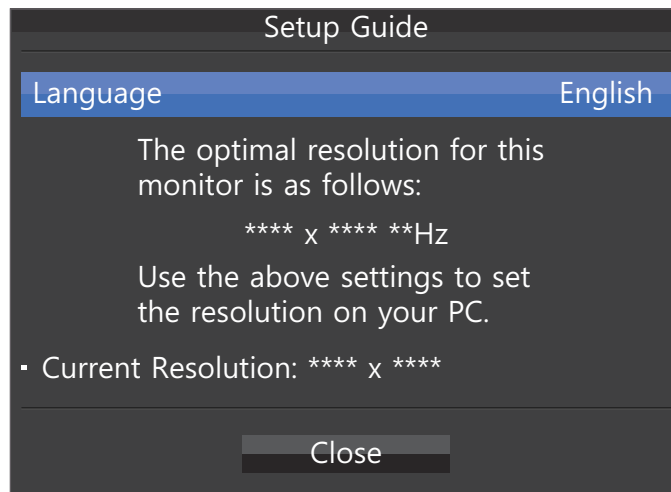 Setup Guide
Language English
The optimal resolution for this
monitor is as follows:
**** x **** **Hz
Use the above settings to set
the resolution on your PC.
▪ Current Resolution: **** x ****
Close